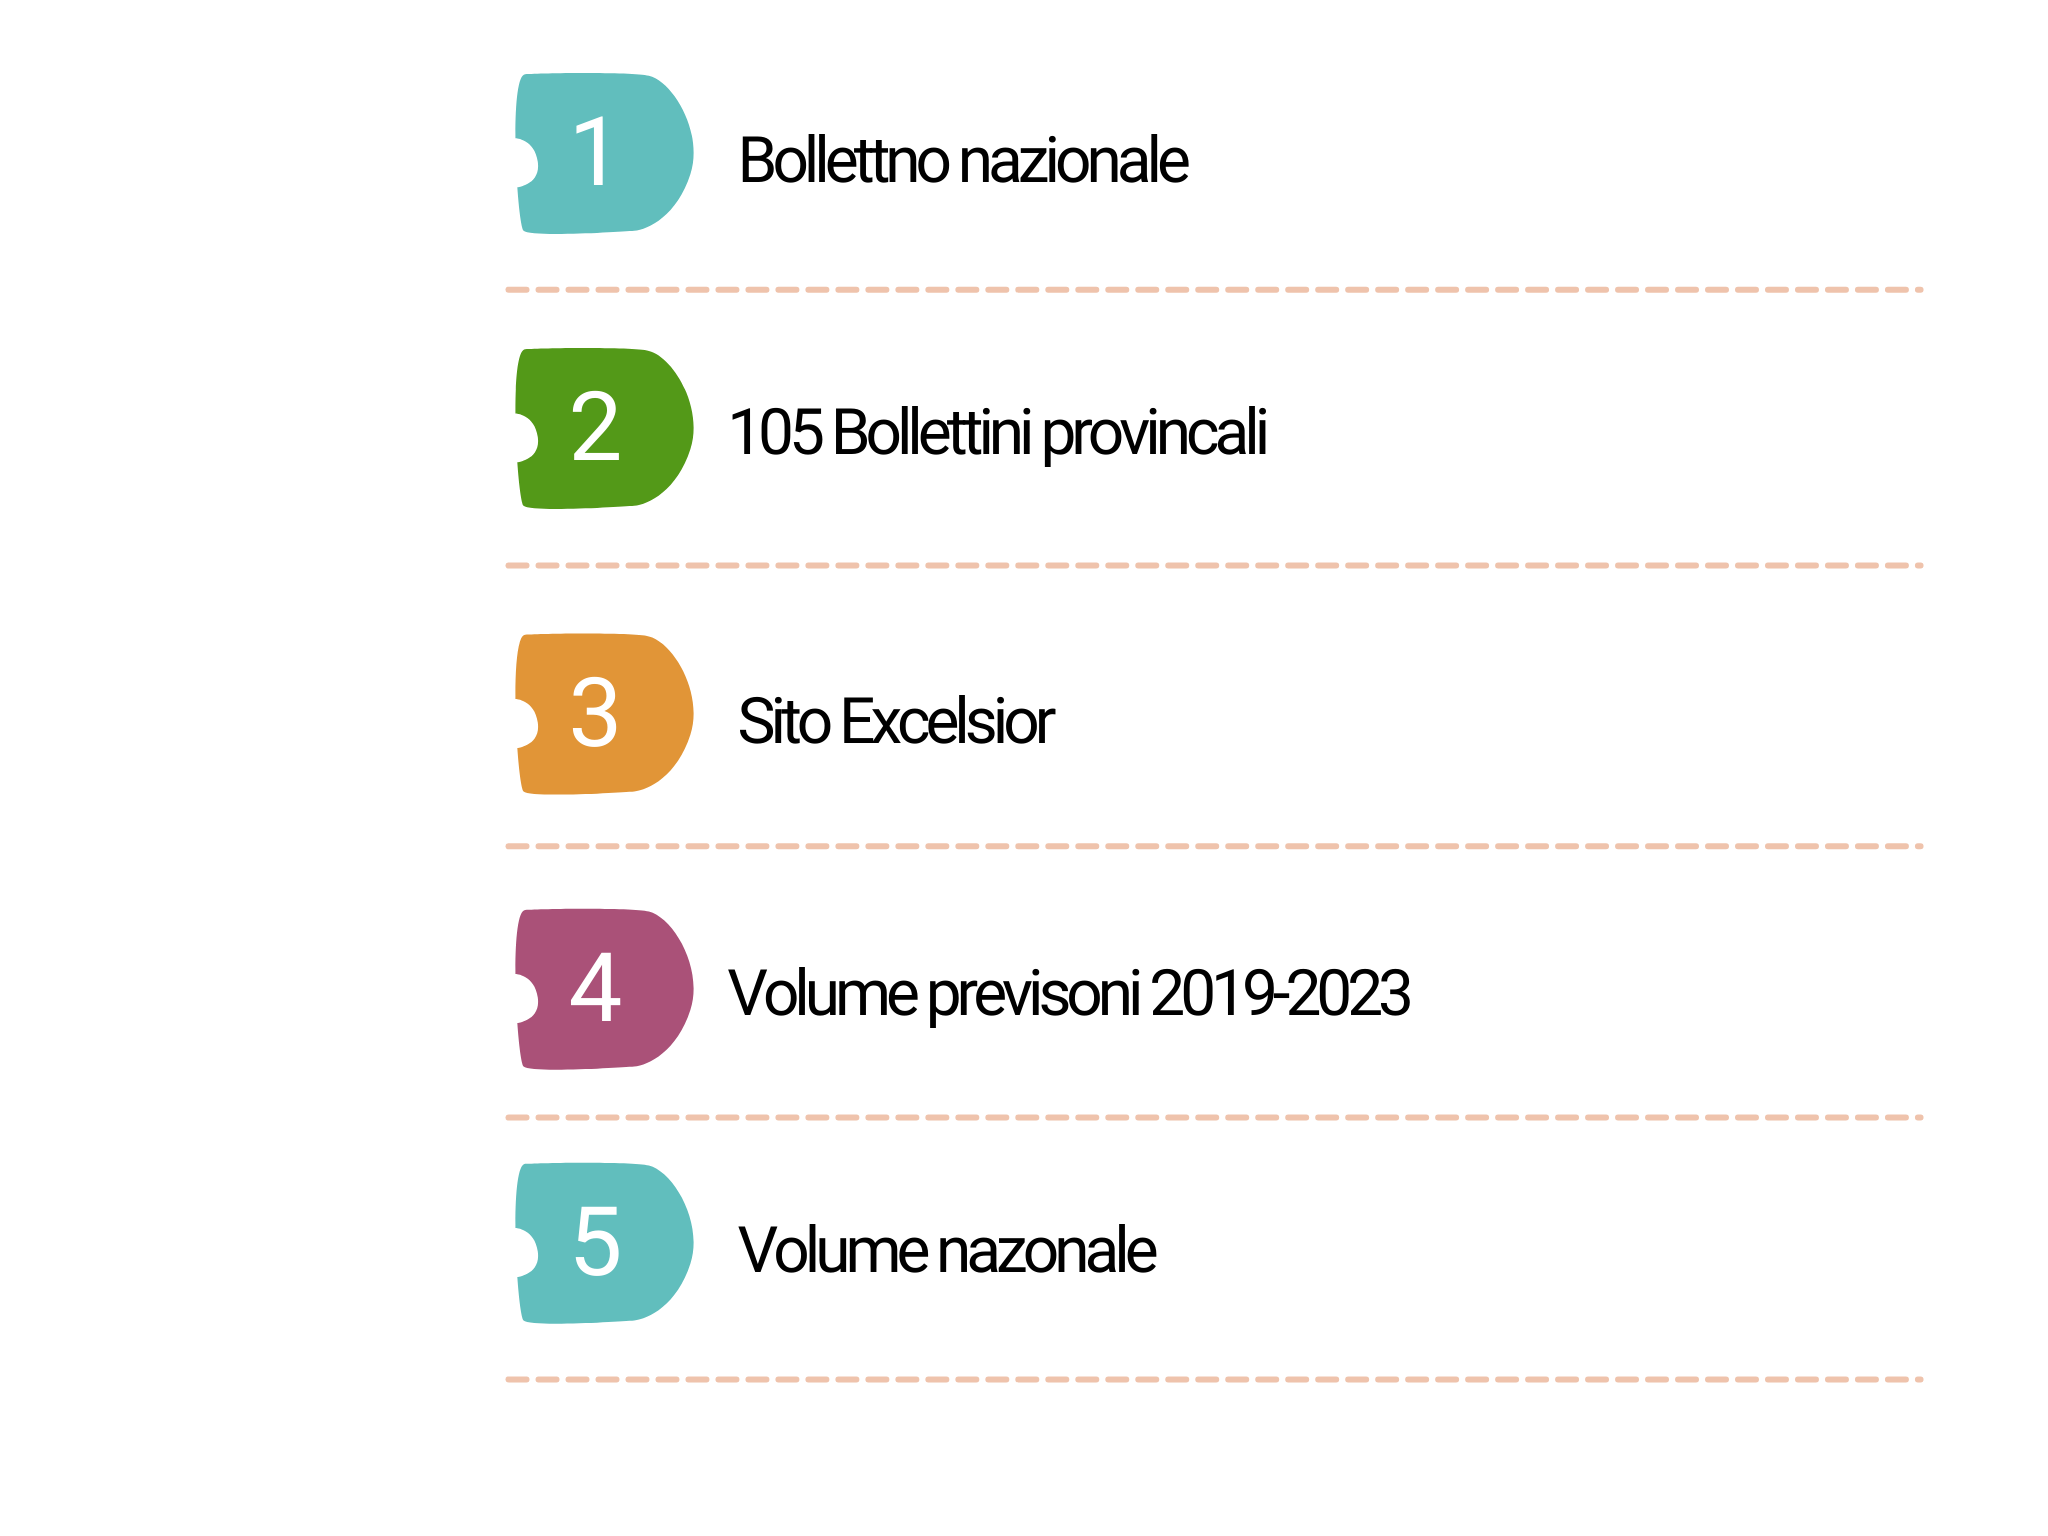 1
Bollettno nazionale
2
105 Bollettini provincali
3
Sito Excelsior
4
Volume previsoni 2019-2023
5
Volume nazonale